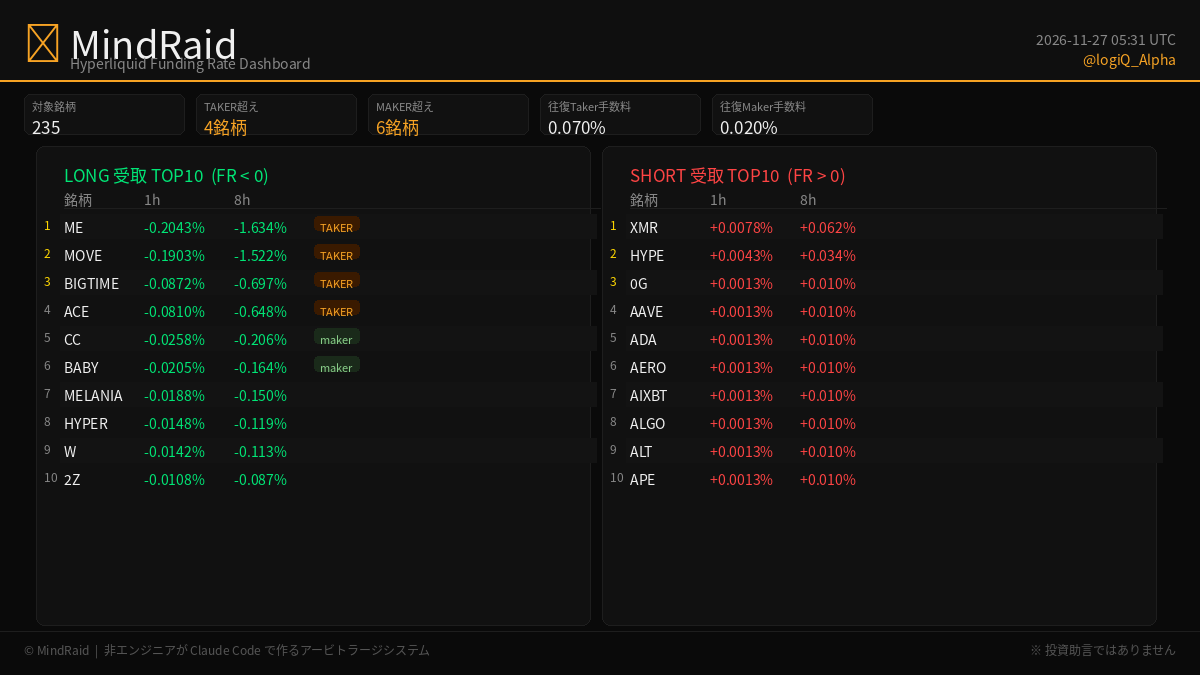 MindRaid
Hyperliquid Funding Rate Dashboard
2026-11-27 05:31 UTC
@logiQ_Alpha
対象銘柄
235
TAKER超え
4銘柄
MAKER超え
6銘柄
往復Taker手数料
0.070%
往復Maker手数料
0.020%
LONG 受取 TOP10 (FR < 0)
銘柄 1h 8h
1 ME -0.2043% -1.634% TAKER
2 MOVE -0.1903% -1.522% TAKER
3 BIGTIME -0.0872% -0.697% TAKER
4 ACE -0.0810% -0.648% TAKER
5 CC -0.0258% -0.206% maker
6 BABY -0.0205% -0.164% maker
7 MELANIA -0.0188% -0.150%
8 HYPER -0.0148% -0.119%
9 W -0.0142% -0.113%
10 2Z -0.0108% -0.087%
SHORT 受取 TOP10 (FR > 0)
銘柄 1h 8h
1 XMR +0.0078% +0.062%
2 HYPE +0.0043% +0.034%
3 0G +0.0013% +0.010%
4 AAVE +0.0013% +0.010%
5 ADA +0.0013% +0.010%
6 AERO +0.0013% +0.010%
7 AIXBT +0.0013% +0.010%
8 ALGO +0.0013% +0.010%
9 ALT +0.0013% +0.010%
10 APE +0.0013% +0.010%
© MindRaid | 非エンジニアが Claude Code で作るアービトラージシステム
※ 投資助言ではありません